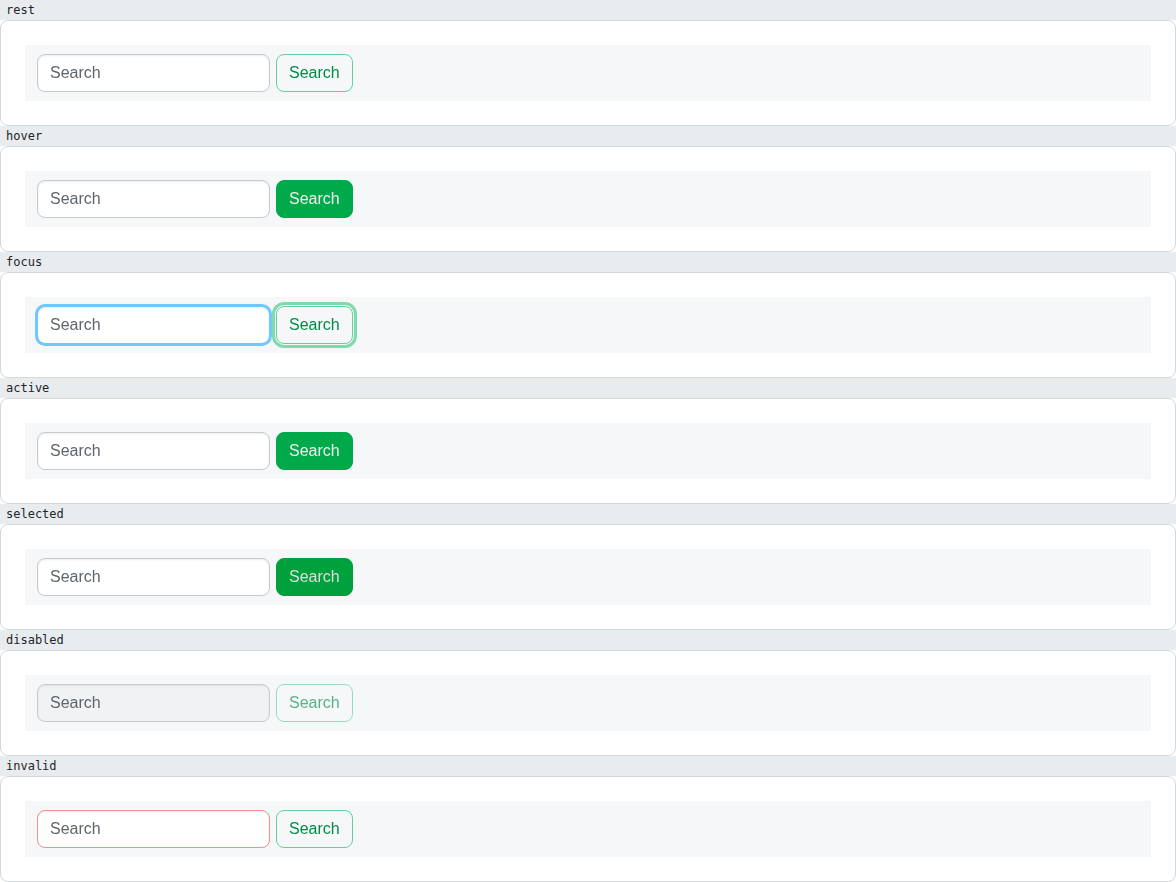 rest
Search Search
hover
Search Search
focus
Search Search
active
Search Search
selected
Search Search
disabled
Search Search
invalid
Search Search